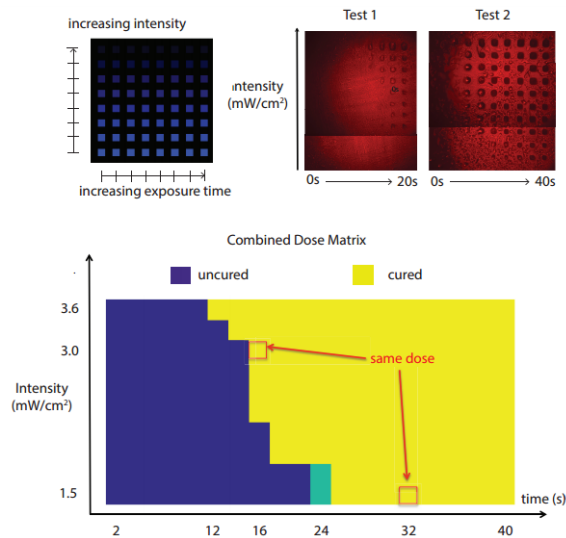 increasing intensity
increasing exposure time
Test 1
Test 2
Intensity
(mW/cm²)
0s
20s
0s
40s
Combined Dose Matrix
uncured
cured
3.6
3.0
same dose
Intensity
(mW/cm²)
1.5
time (s)
2
12
16
24
32
40